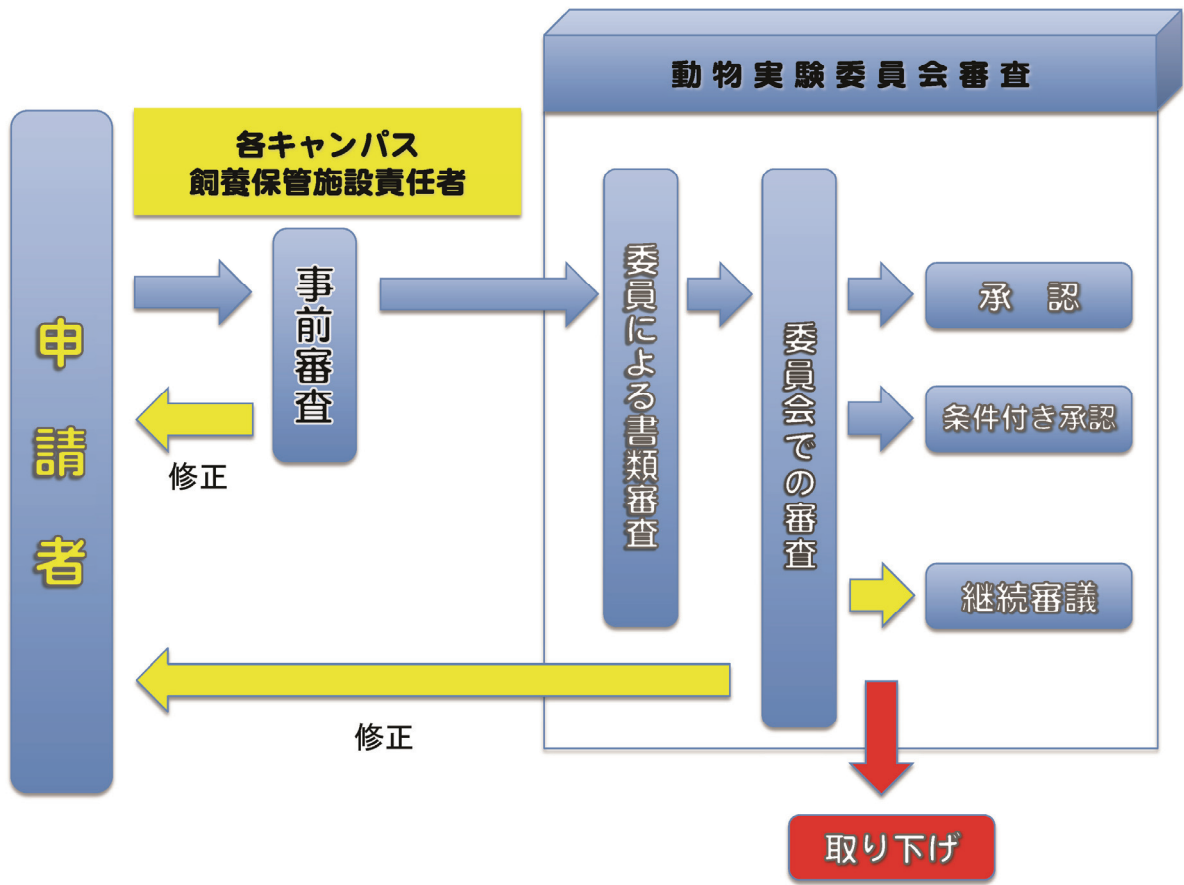 動物実験委員会審査
各キャンパス
飼養保管施設責任者
申請者
事前審査
修正
委員による書類審査
委員会での審査
承　認
条件付き承認
継続審議
修正
取り下げ